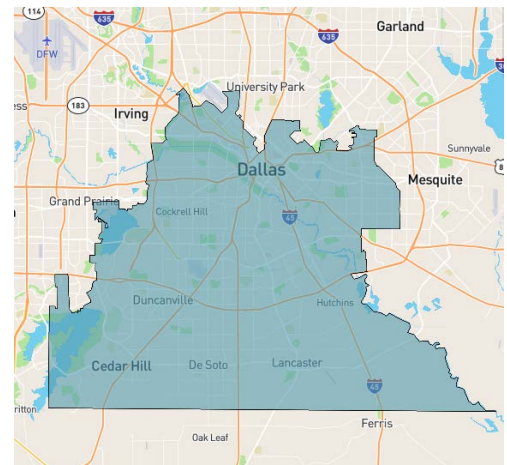 114
635
Garland
DFW
635
University Park
183
Irving
Sunnyvale
Dallas
Mesquite
Grand Prairie
Cockrell Hill
45
Duncanville
Hutchins
Cedar Hill
De Soto
Lancaster
45
ritton
Ferris
Oak Leaf